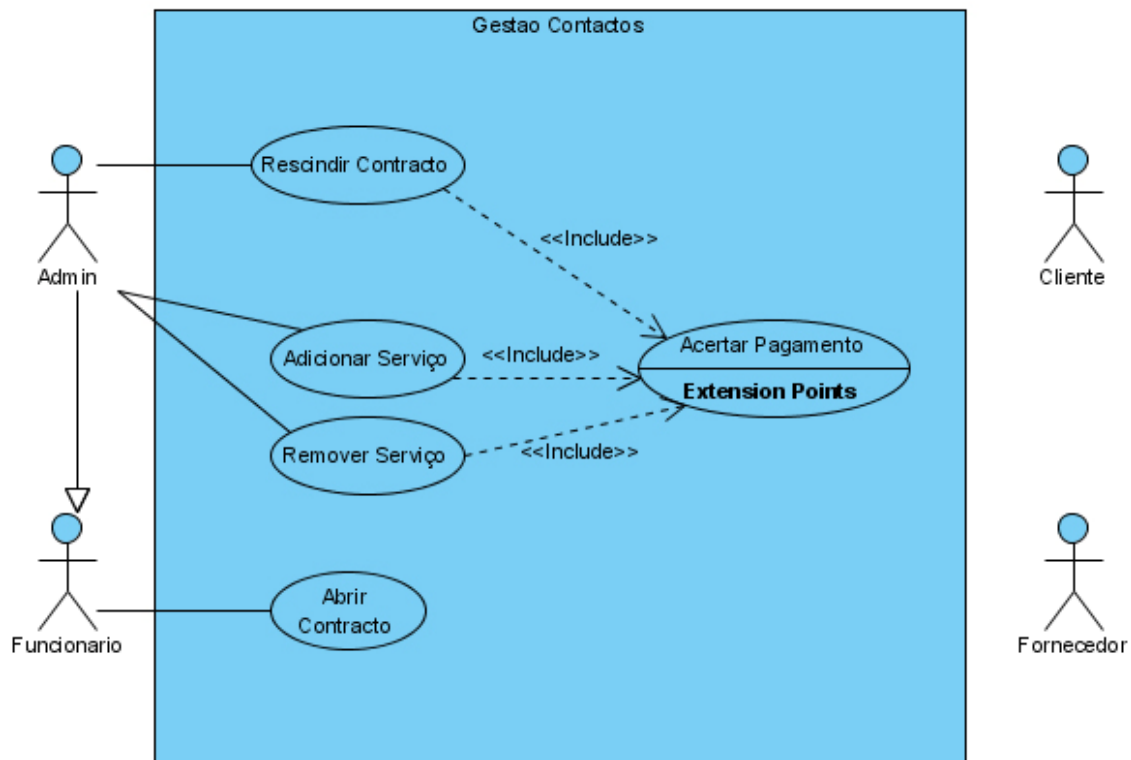 Gestao Contactos
Rescindir Contracto
<<Include>>
Admin
Cliente
Adicionar Serviço
<<Include>>
Acertar Pagamento
Extension Points
Remover Serviço
<<Include>>
Abrir
Contracto
Funcionario
Fornecedor